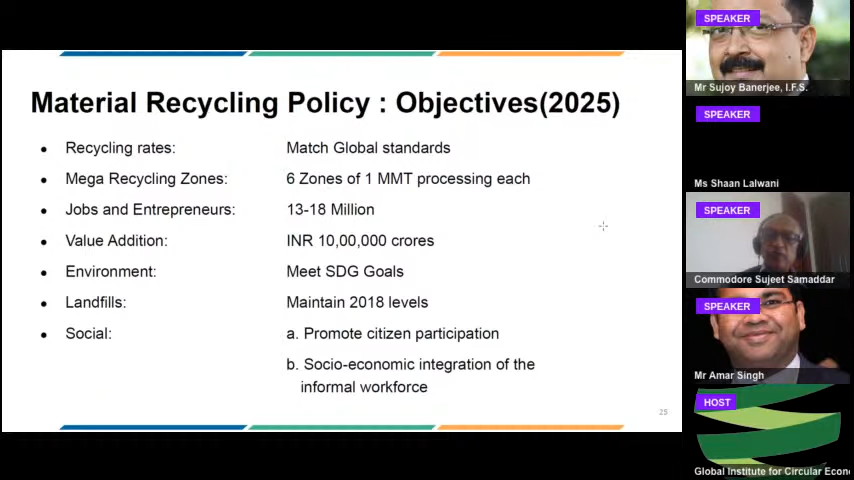 Material Recycling Policy : Objectives(2025)
● Recycling rates: Match Global standards
● Mega Recycling Zones: 6 Zones of 1 MMT processing each
● Jobs and Entrepreneurs: 13-18 Million
● Value Addition: INR 10,00,000 crores
● Environment: Meet SDG Goals
● Landfills: Maintain 2018 levels
● Social: a. Promote citizen participation
b. Socio-economic integration of the
informal workforce
25
SPEAKER
Mr Sujoy Banerjee, I.F.S.
SPEAKER
Ms Shaan Lalwani
SPEAKER
Commodore Sujeet Samaddar
SPEAKER
Mr Amar Singh
HOST
Global Institute for Circular Econ